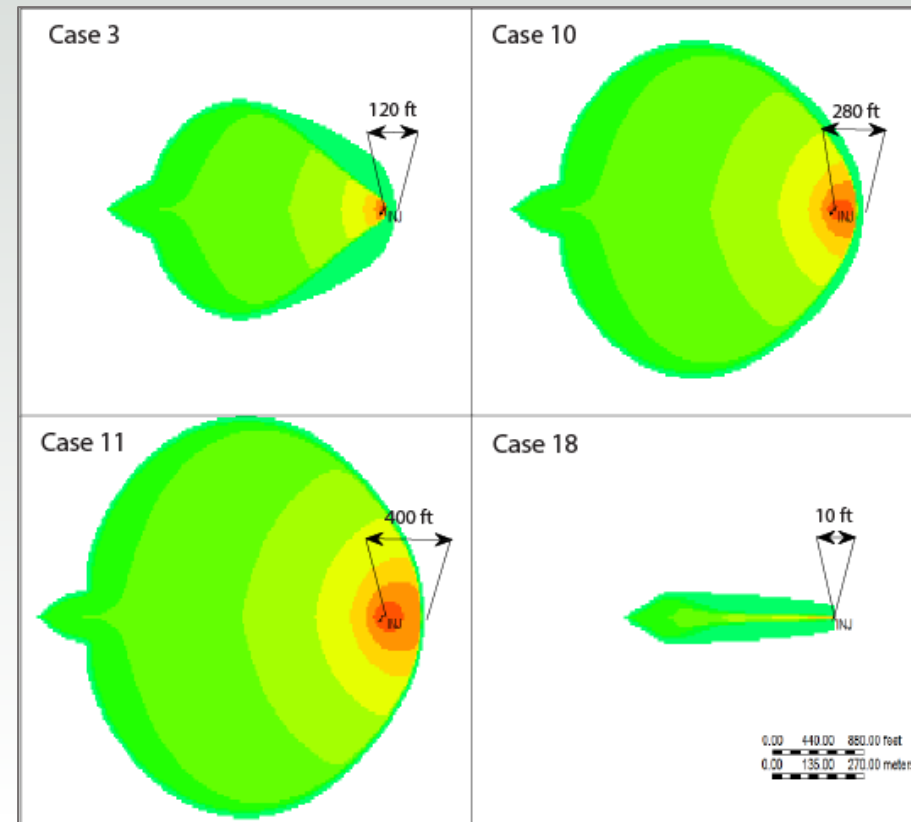 Case 3
120 ft
INJ
Case 10
280 ft
INJ
Case 11
400 ft
INJ
Case 18
10 ft
INJ
0.00 440.00 880.00 feet
0.00 135.00 270.00 meters